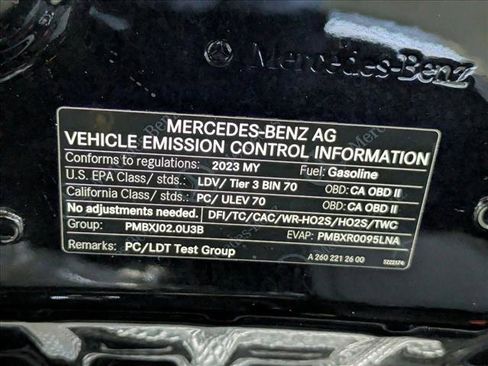 Mercedes-Benz
MERCEDES-BENZ AG
VEHICLE EMISSION CONTROL INFORMATION
Conforms to regulations: 2023 MY Fuel: Gasoline
U.S. EPA Class/ stds.: LDV/ Tier 3 BIN 70 OBD: CA OBD II
California Class/ stds.: PC/ ULEV 70 OBD: CA OBD II
No adjustments needed. DFI/TC/CAC/WR-HO2S/HO2S/TWC
Group: PMBXJ02.0U3B EVAP: PMBXR0095LNA
Remarks: PC/LDT Test Group A 260 221 26 00